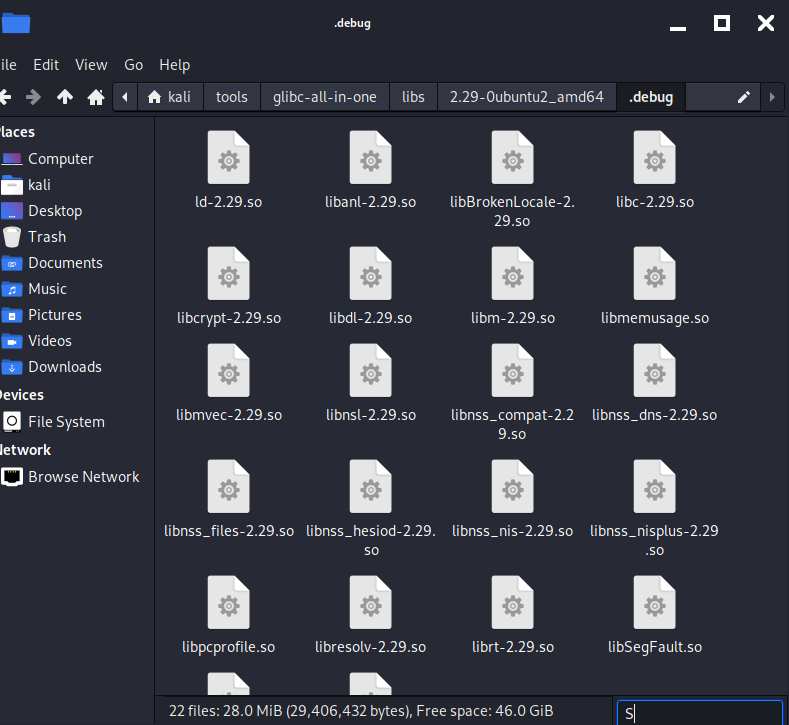 .debug
ile Edit View Go Help
kali tools glibc-all-in-one libs 2.29-0ubuntu2_amd64 .debug
laces
Computer
kali
Desktop
Trash
Documents
Music
Pictures
Videos
Downloads
evices
File System
letwork
Browse Network
ld-2.29.so libanl-2.29.so libBrokenLocale-2. libc-2.29.so
29.so
libcrypt-2.29.so libdl-2.29.so libm-2.29.so libmemusage.so
libmvec-2.29.so libnsl-2.29.so libnss_compat-2.2 libnss_dns-2.29.so
9.so
libnss_files-2.29.so libnss_hesiod-2.29. libnss_nis-2.29.so libnss_nisplus-2.29
so .so
libpcprofile.so libresolv-2.29.so librt-2.29.so libSegFault.so
22 files: 28.0 MiB (29,406,432 bytes), Free space: 46.0 GiB
S